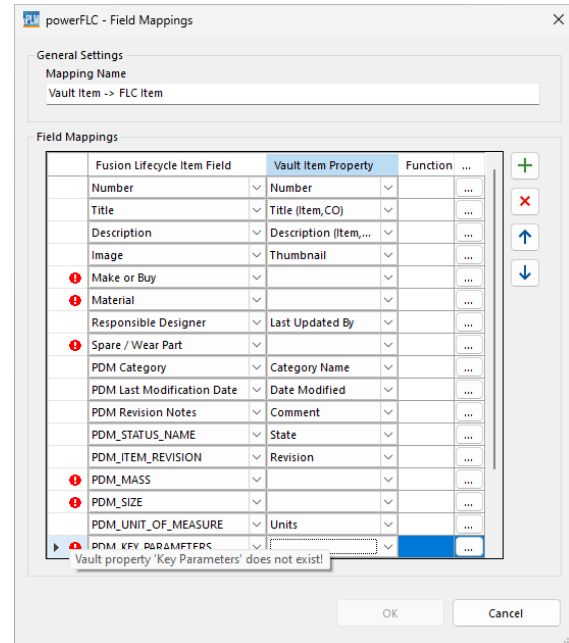 PLM powerFLC - Field Mappings
General Settings
Mapping Name
Vault Item -> FLC Item
Field Mappings
Fusion Lifecycle Item Field Vault Item Property Function ...
Number Number ...
Title Title (Item,CO) ...
Description Description (Item,... ...
Image Thumbnail ...
Make or Buy ...
Material ...
Responsible Designer Last Updated By ...
Spare / Wear Part ...
PDM Category Category Name ...
PDM Last Modification Date Date Modified ...
PDM Revision Notes Comment ...
PDM_STATUS_NAME State ...
PDM_ITEM_REVISION Revision ...
PDM_MASS ...
PDM_SIZE ...
PDM_UNIT_OF_MEASURE Units ...
PDM_KEY_PARAMETERS ...
Vault property 'Key Parameters' does not exist!
OK Cancel